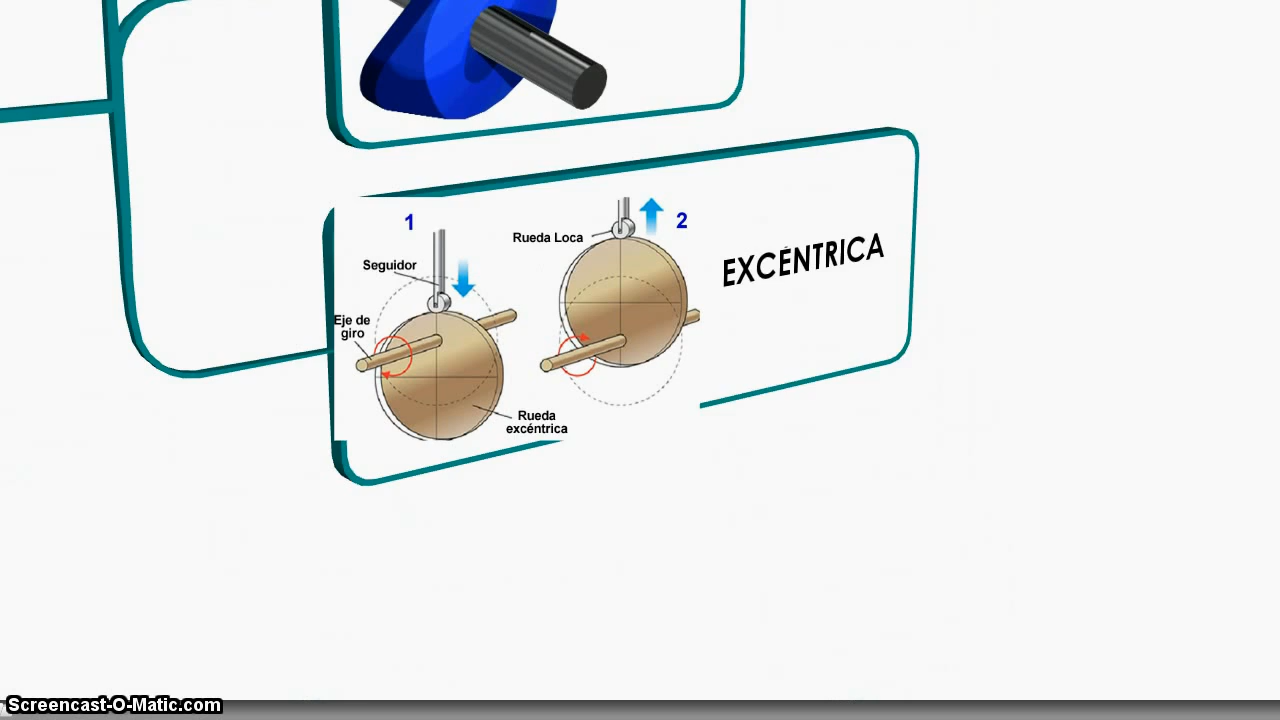 1
2
Rueda Loca
Seguidor
EXCÉNTRICA
Eje de
giro
Rueda
excéntrica
Screencast-O-Matic.com